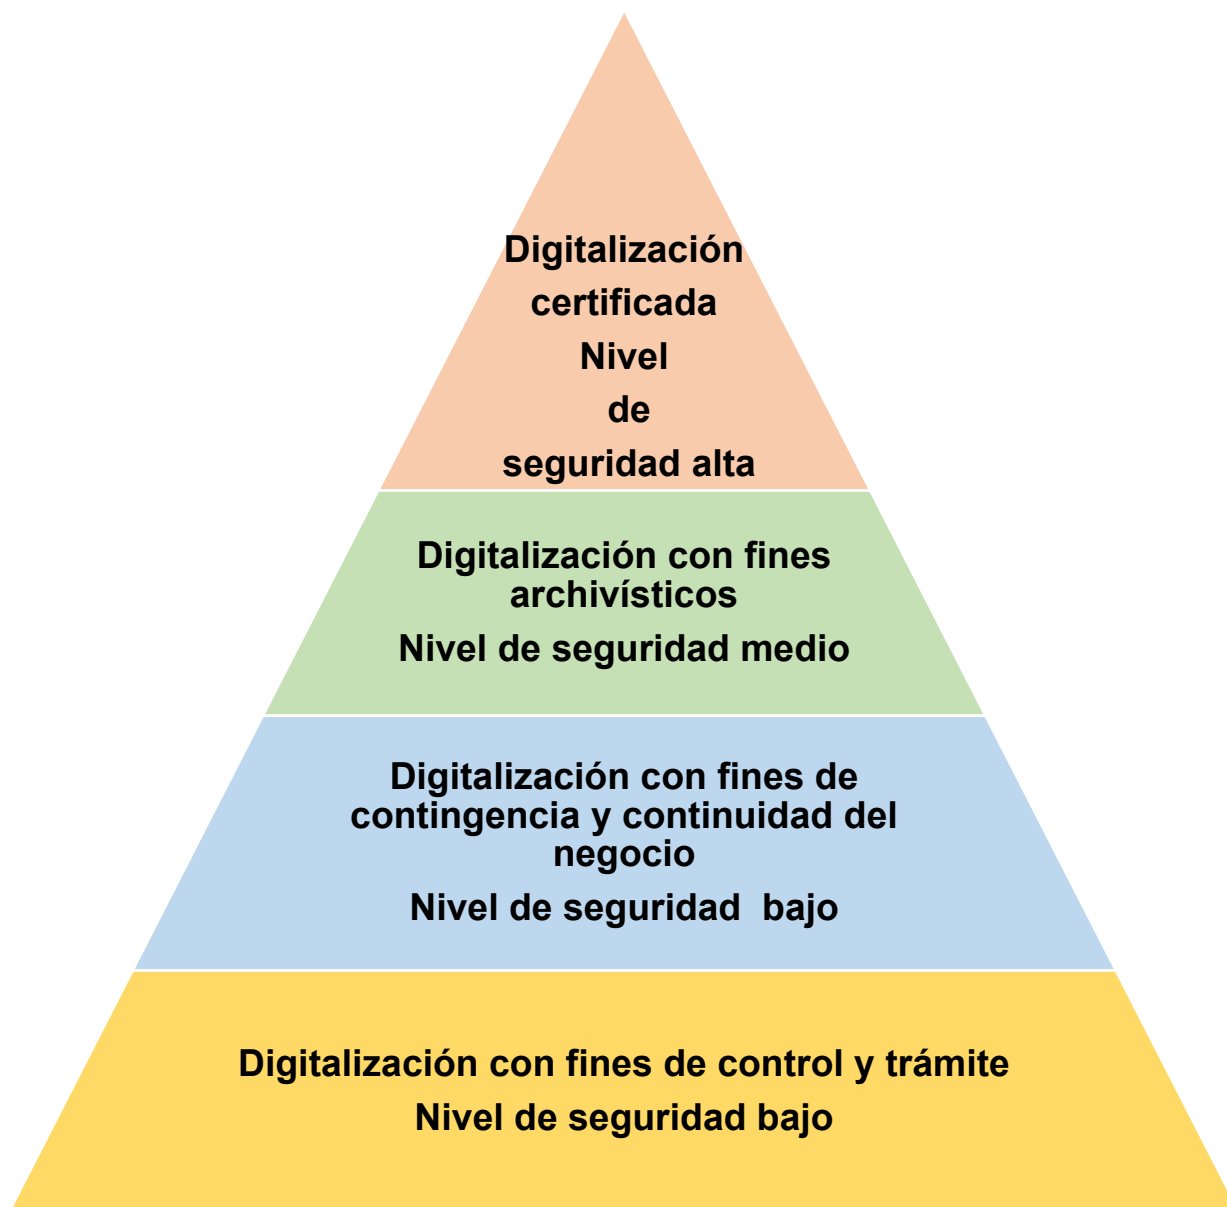 Digitalización
certificada
Nivel
de
seguridad alta
Digitalización con fines
archivísticos
Nivel de seguridad medio
Digitalización con fines de
contingencia y continuidad del
negocio
Nivel de seguridad  bajo
Digitalización con fines de control y trámite
Nivel de seguridad bajo